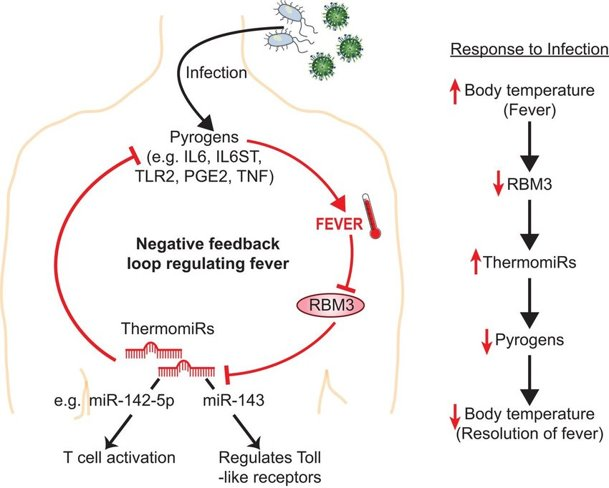 Infection
Pyrogens
(e.g. IL6, IL6ST,
TLR2, PGE2, TNF)
FEVER
Negative feedback
loop regulating fever
RBM3
ThermomiRs
e.g. miR-142-5p
miR-143
T cell activation
Regulates Toll
-like receptors
Response to Infection
Body temperature
(Fever)
RBM3
ThermomiRs
Pyrogens
Body temperature
(Resolution of fever)